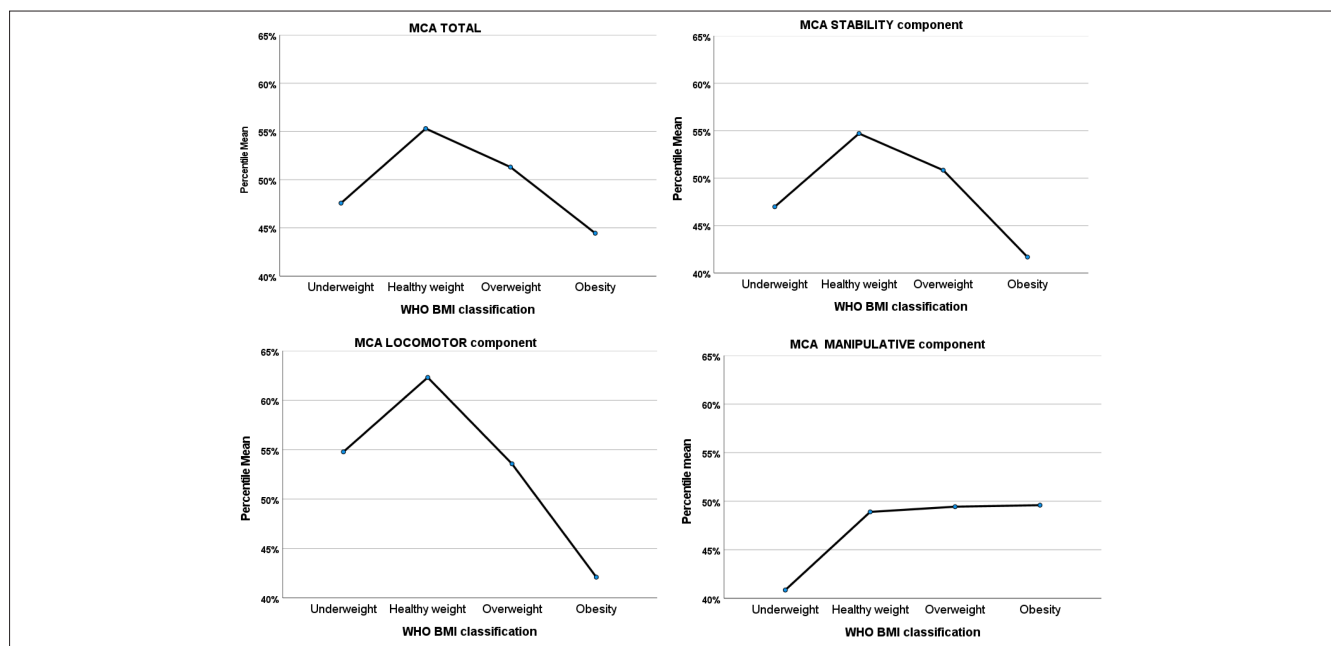 MCA TOTAL
65%
60%
55%
50%
45%
40%
Percentile Mean
Underweight Healthy weight Overweight Obesity
WHO BMI classification
MCA STABILITY component
65%
60%
55%
50%
45%
40%
Percentile Mean
Underweight Healthy weight Overweight Obesity
WHO BMI classification
MCA LOCOMOTOR component
65%
60%
55%
50%
45%
40%
Percentile Mean
Underweight Healthy weight Overweight Obesity
WHO BMI classification
MCA MANIPULATIVE component
65%
60%
55%
50%
45%
40%
Percentile mean
Underweight Healthy weight Overweight Obesity
WHO BMI classification